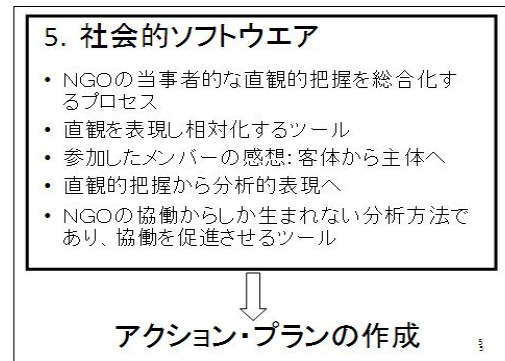 5. 社会的ソフトウエア
• NGOの当事者的な直観的把握を総合化す
るプロセス
• 直観を表現し相対化するツール
• 参加したメンバーの感想: 客体から主体へ
• 直観的把握から分析的表現へ
• NGOの協働からしか生まれない分析方法で
あり、協働を促進させるツール
アクション・プランの作成